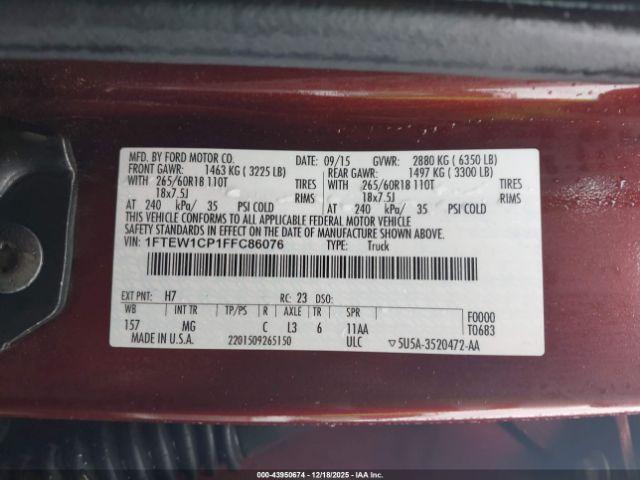 MFD. BY FORD MOTOR CO. 09/15 GVWR: 2880 KG ( 6350 LB)
FRONT GAWR: 1463 KG ( 3225 LB) REAR GAWR: 1497 KG ( 3300 LB)
WITH 265/60R18 110T TIRES WITH 265/60R18 110T TIRES
18x7.5J 18x7.5J
AT 240 kPa/ 35 PSI COLD AT 240 kPa/ 35 PSI COLD
THIS VEHICLE CONFORMS TO ALL APPLICABLE FEDERAL MOTOR VEHICLE
SAFETY STANDARDS IN EFFECT ON THE DATE OF MANUFACTURE SHOWN ABOVE.
VIN: 1FTEW1CP1FFC86076 TYPE: Truck
EXT PNT: H7 RC: 23 DSO:
WB INT TR TP/PS R AXLE TR SPR F0000
157 MG C L3 6 11AA T0683
MADE IN U.S.A. 2201509265150 ULC ▽5U5A-3520472-AA
000-43950674 | 12/18/2025 - IAAI.COM